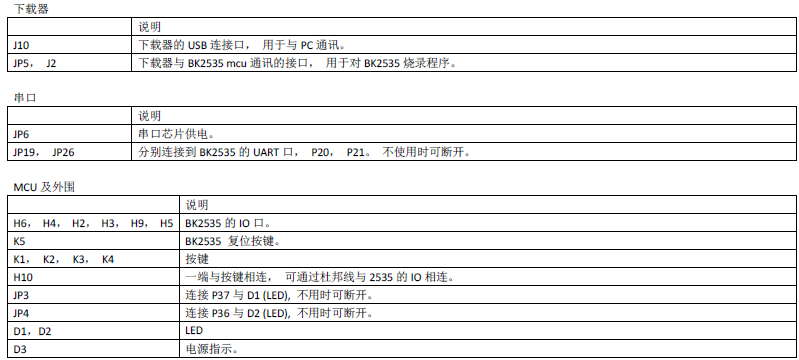 下载器
说明
J10 下载器的 USB 连接口， 用于与 PC 通讯。
JP5， J2 下载器与 BK2535 mcu 通讯的接口， 用于对 BK2535 烧录程序。
串口
说明
JP6 串口芯片供电。
JP19， JP26 分别连接到 BK2535 的 UART 口， P20， P21。 不使用时可断开。
MCU 及外围
说明
H6， H4， H2， H3， H9， H5 BK2535 的 IO 口。
K5 BK2535 复位按键。
K1， K2， K3， K4 按键
H10 一端与按键相连， 可通过杜邦线与 2535 的 IO 相连。
JP3 连接 P37 与 D1 (LED), 不用时可断开。
JP4 连接 P36 与 D2 (LED), 不用时可断开。
D1，D2 LED
D3 电源指示。